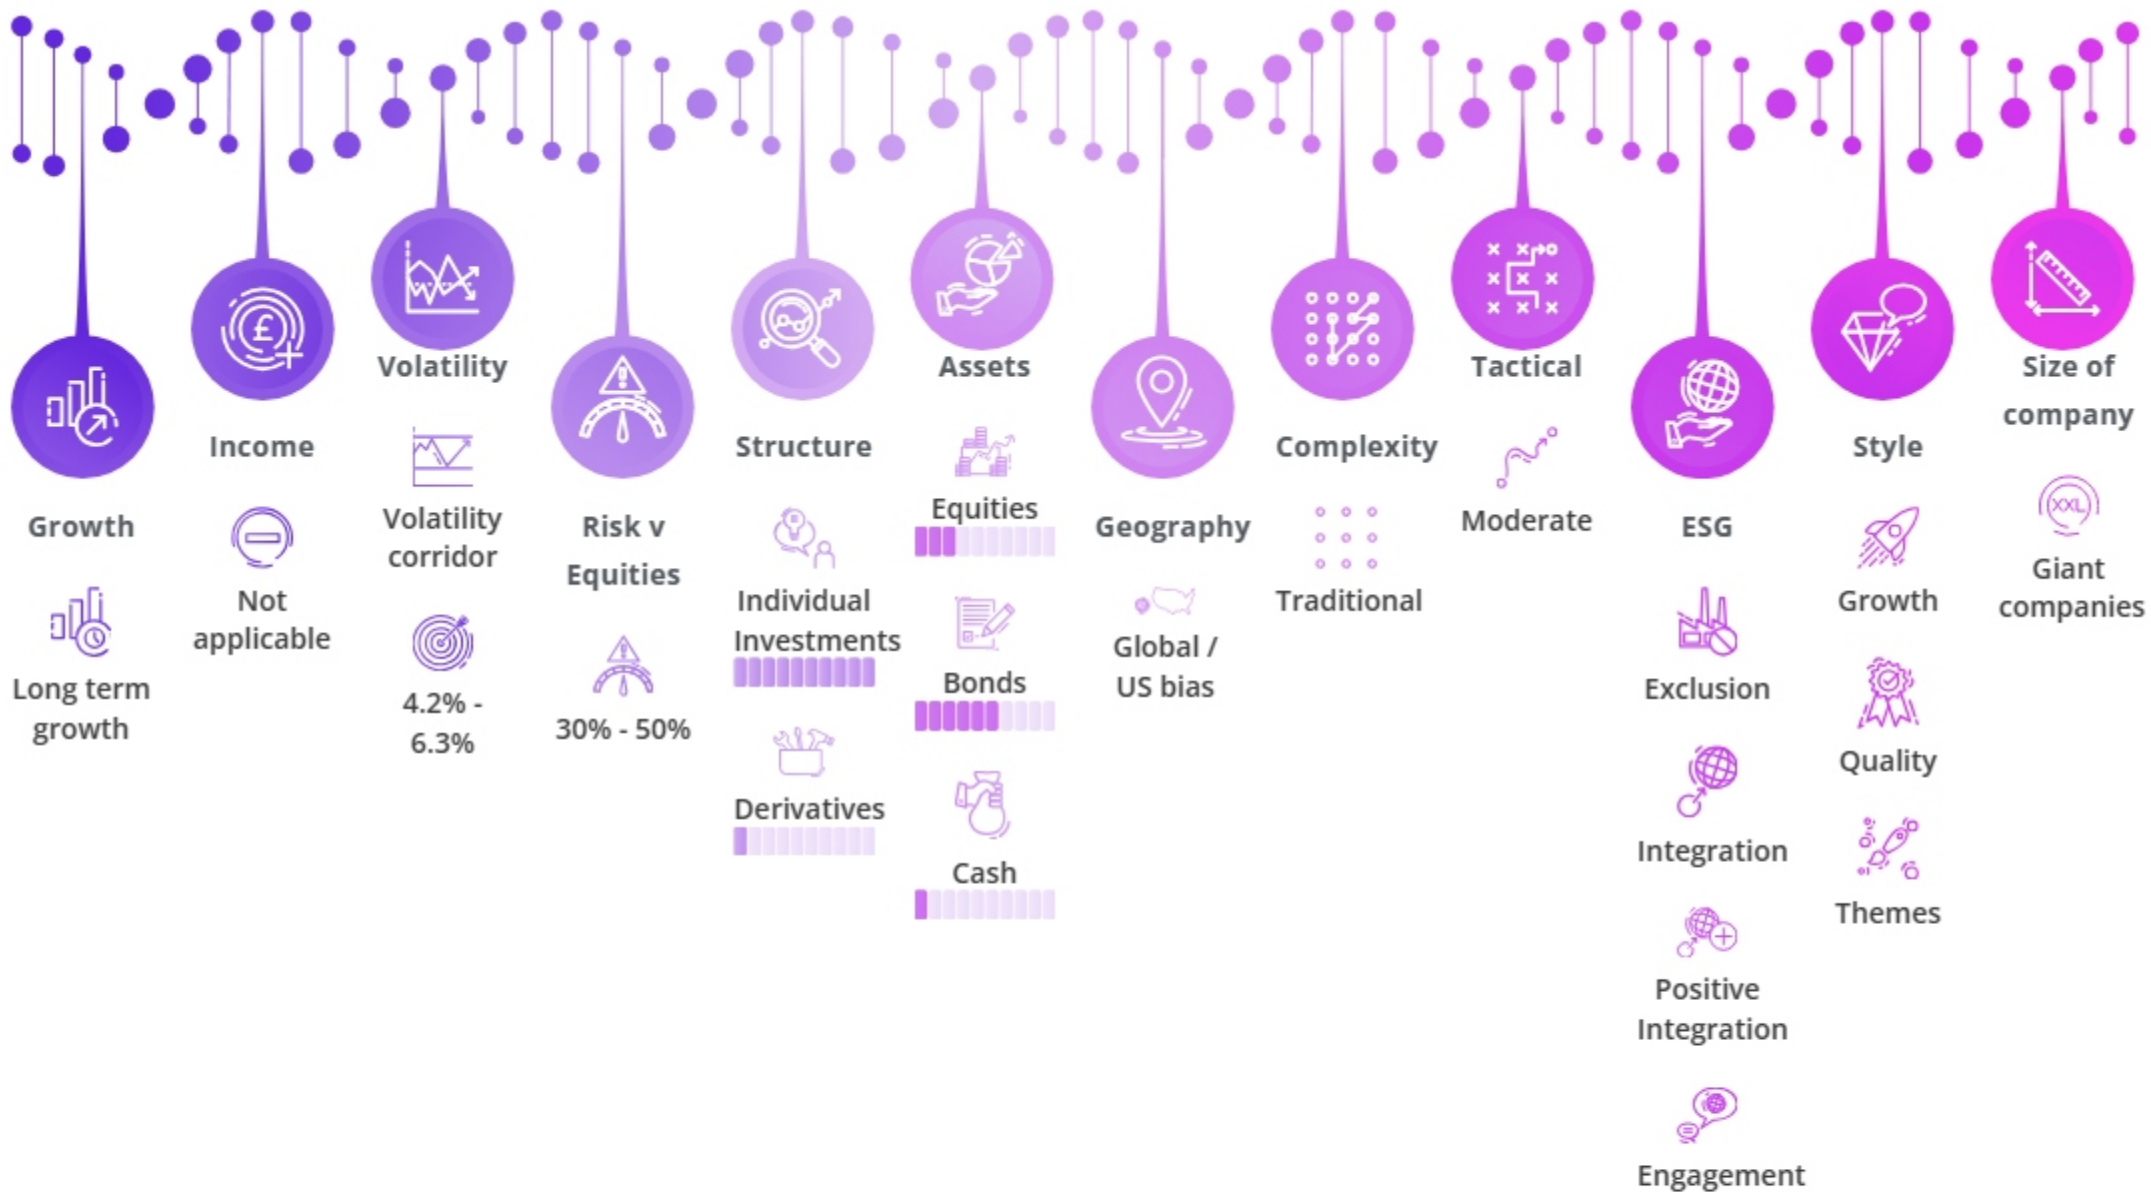 Growth
Long term
growth
Income
Not
applicable
Volatility
Volatility
corridor
4.2% -
6.3%
Risk v
Equities
30% - 50%
Structure
Individual
Investments
Derivatives
Assets
Equities
Bonds
Cash
Geography
Global /
US bias
Complexity
Traditional
Tactical
Moderate
ESG
Exclusion
Integration
Positive
Integration
Engagement
Style
Growth
Quality
Themes
Size of
company
XXL
Giant
companies
£